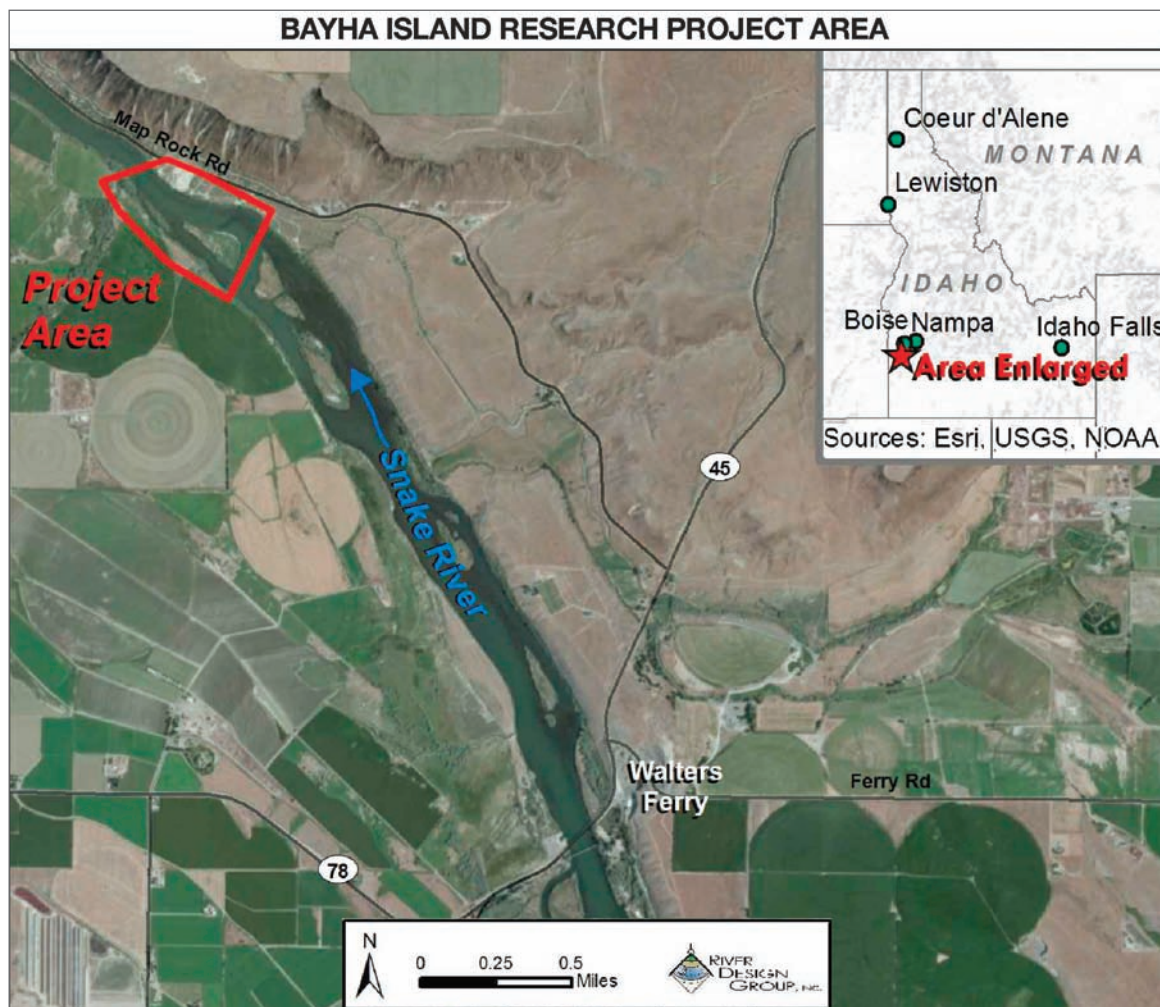 BAYHA ISLAND RESEARCH PROJECT AREA
Map Rock Rd
Project
Area
Snake River
45
Walters
Ferry
Ferry Rd
78
Coeur d'Alene
MONTANA
Lewiston
IDAHO
Boise
Nampa
Idaho Falls
Area Enlarged
Sources: Esri, USGS, NOAA
N
0 0.25 0.5
Miles
RIVER
DESIGN
GROUP, INC.